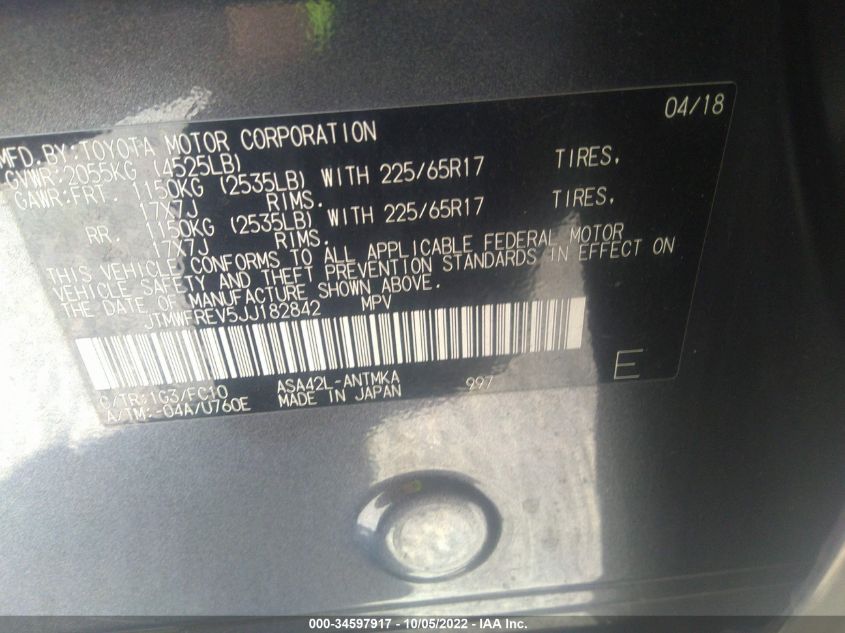 04/18
MFD.BY:TOYOTA MOTOR CORPORATION
GVWR:2055KG (4525LB)
GAWR:FRT. 1150KG (2535LB) WITH 225/65R17 TIRES,
17X7J RIMS.
RR. 1150KG (2535LB) WITH 225/65R17 TIRES,
17X7J RIMS.
THIS VEHICLE CONFORMS TO ALL APPLICABLE FEDERAL MOTOR
VEHICLE SAFETY AND THEFT PREVENTION STANDARDS IN EFFECT ON
THE DATE OF MANUFACTURE SHOWN ABOVE.
JTMWFREV5JJ182842 MPV
C/TR:1G3/FC10 ASA42L-ANTMKA 997 E
A/TM:-04A/U760E MADE IN JAPAN
000-34597917 - 10/05/2022 - © IAA, Inc.